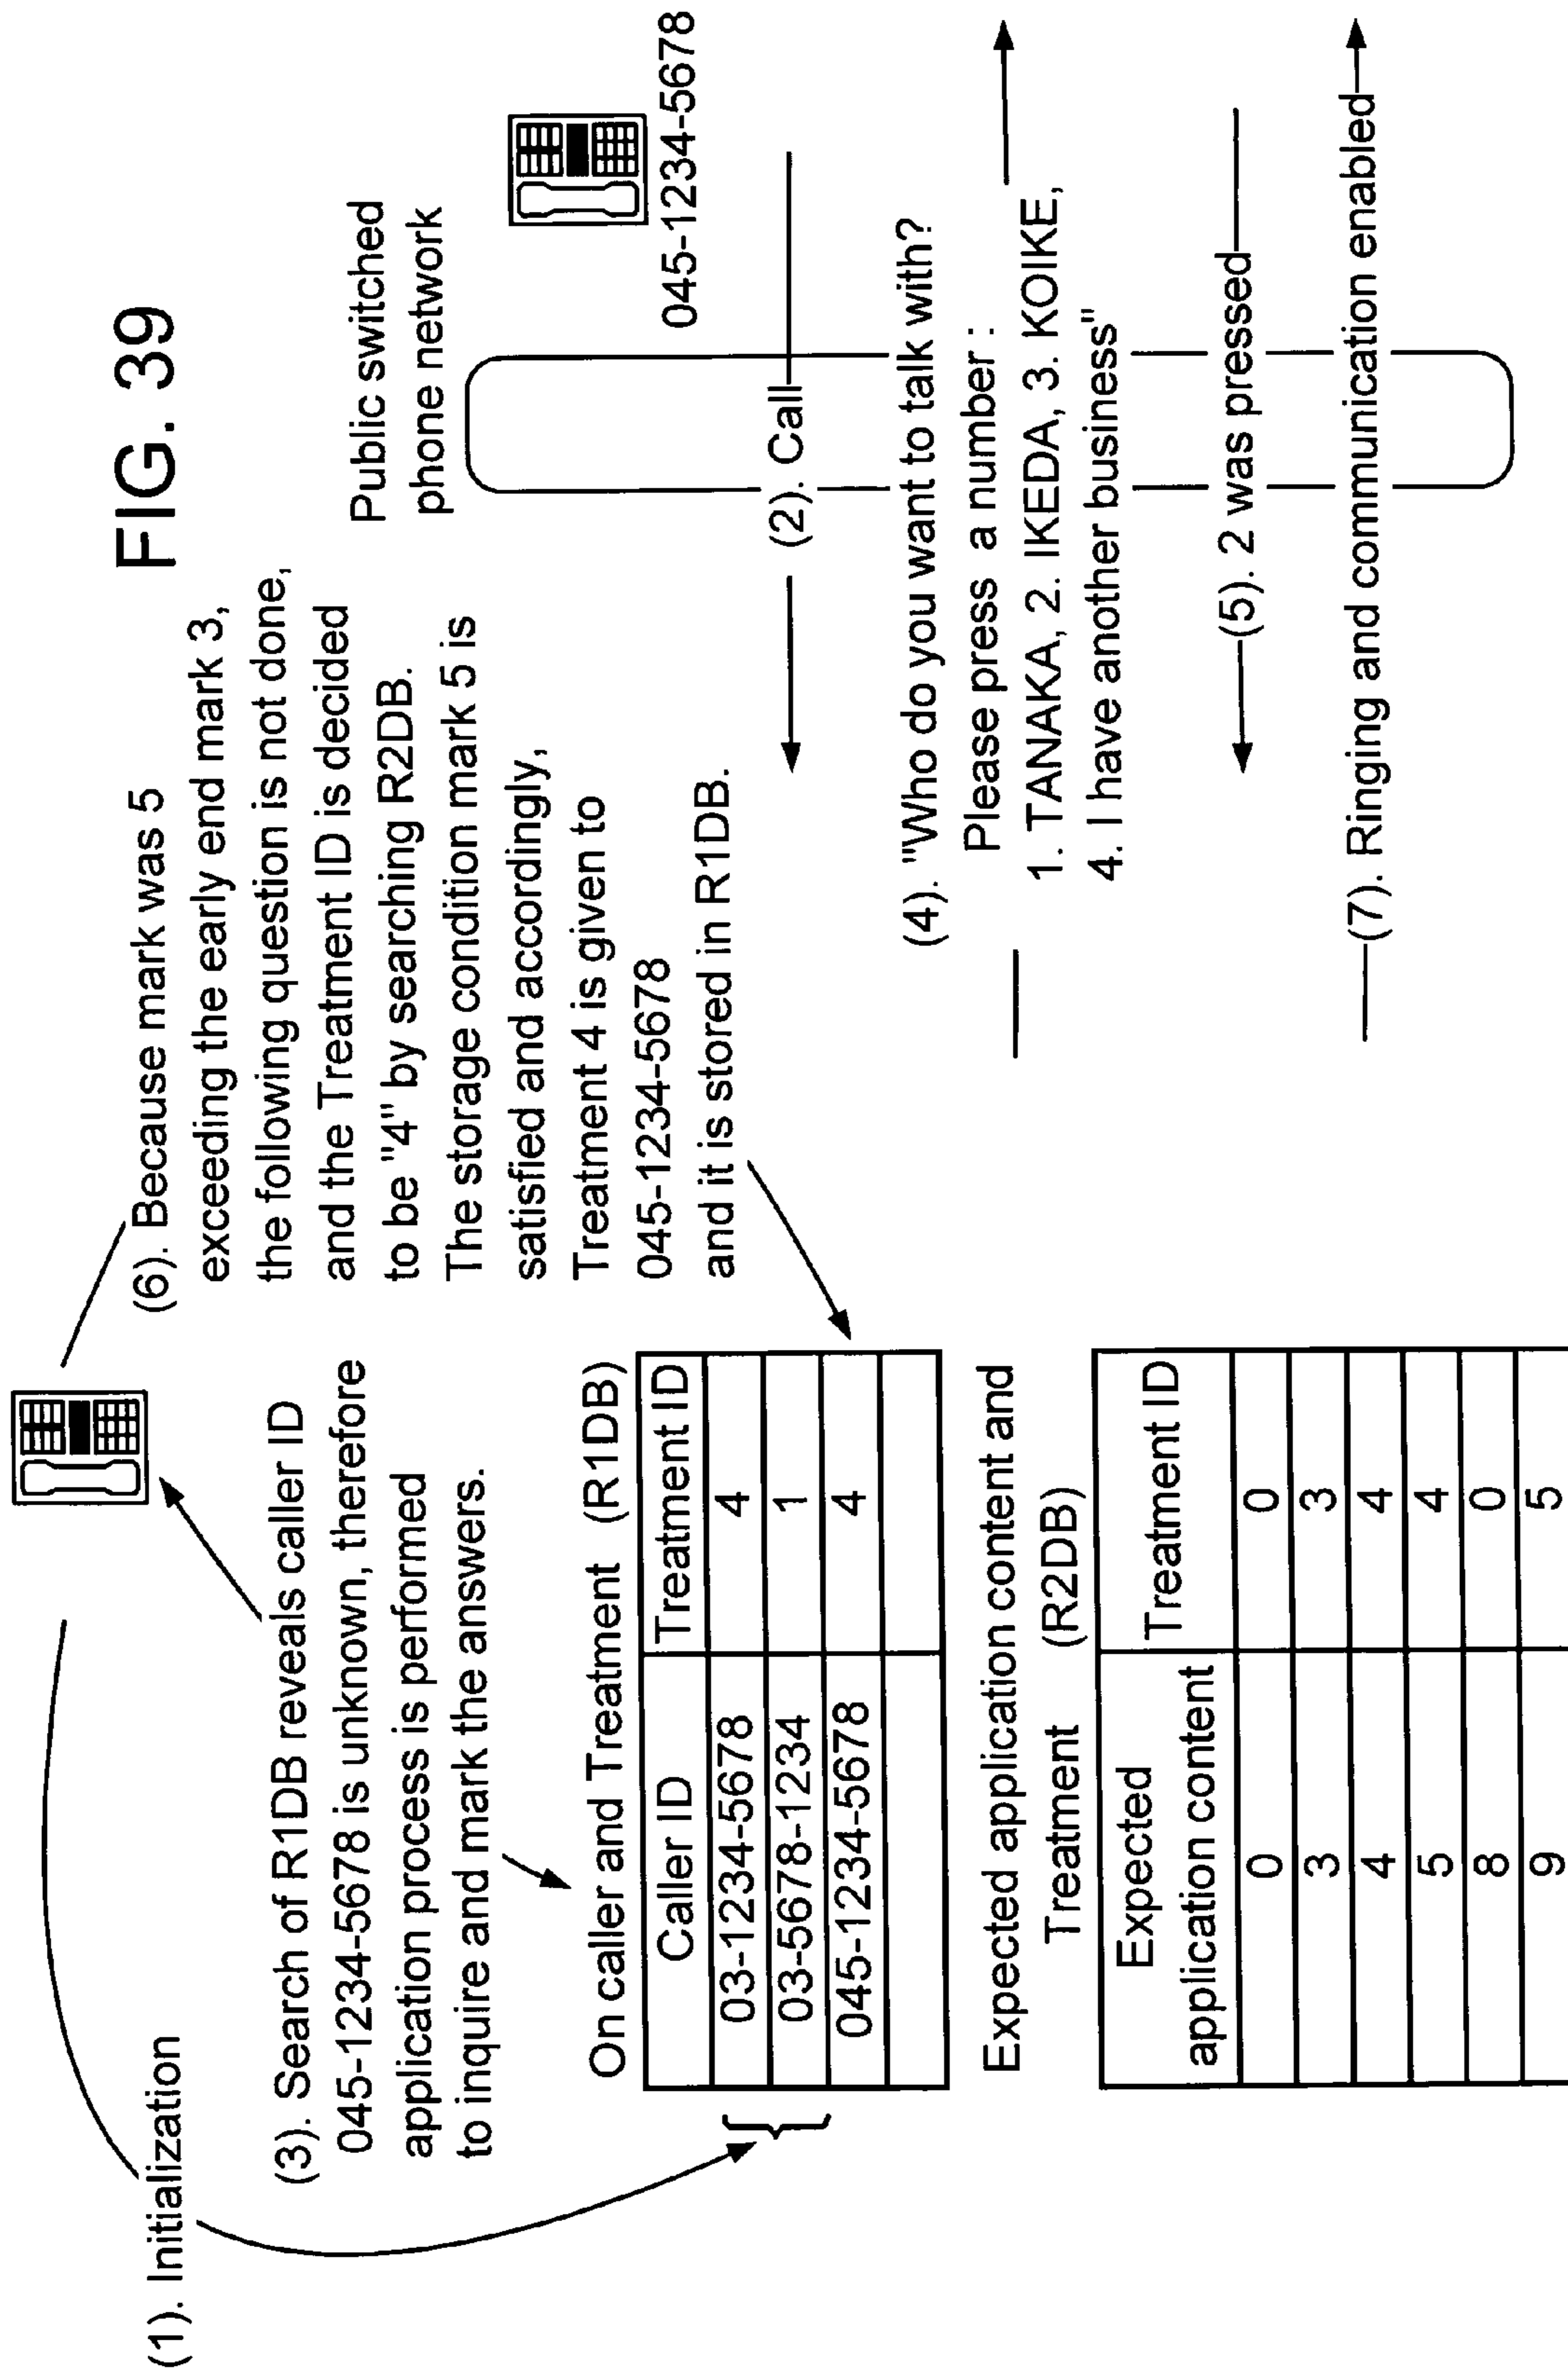 FIG. 39
(1). Initialization
(3). Search of R1DB reveals caller ID
045-1234-5678 is unknown, therefore
application process is performed
to inquire and mark the answers.
On caller and Treatment (R1DB)
Caller ID Treatment ID
03-1234-5678 4
03-5678-1234 1
045-1234-5678 4
Expected application content and
Treatment (R2DB)
Expected
application content Treatment ID
0 0
3 3
4 4
5 4
8 0
9 5
(6). Because mark was 5
exceeding the early end mark 3,
the following question is not done,
and the Treatment ID is decided
to be "4" by searching R2DB.
The storage condition mark 5 is
satisfied and accordingly,
Treatment 4 is given to
045-1234-5678
and it is stored in R1DB.
Public switched
phone network
045-1234-5678
(2). Call
(4). "Who do you want to talk with?
Please press a number :
1. TANAKA, 2. IKEDA, 3. KOIKE,
4. I have another business"
(5). 2 was pressed
(7). Ringing and communication enabled